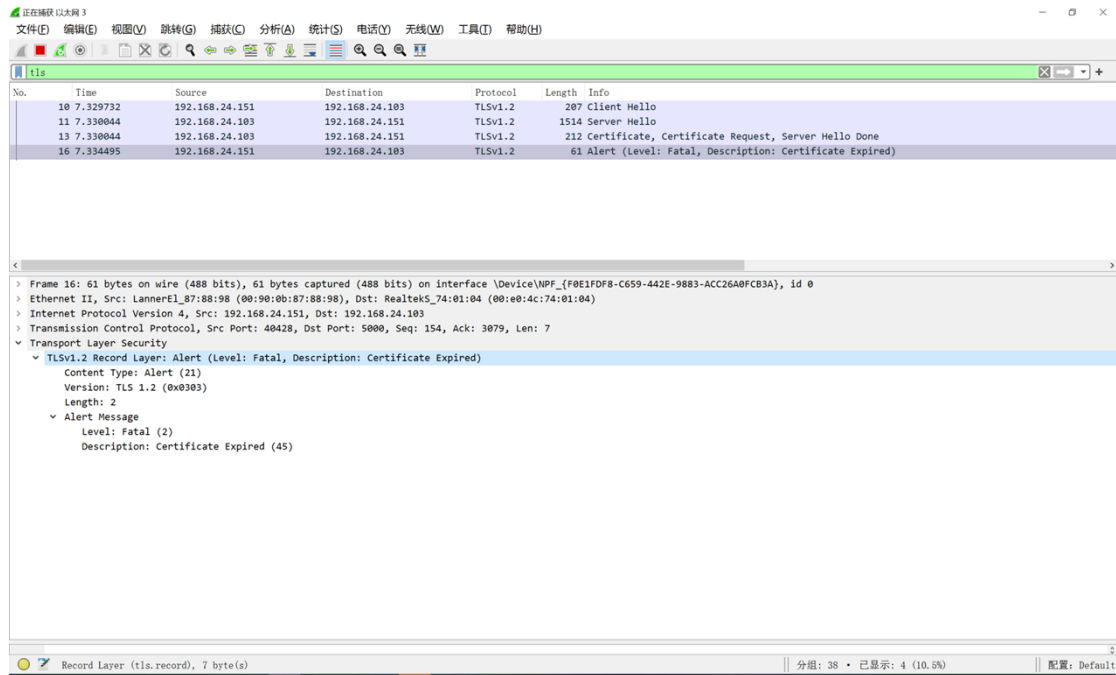 正在捕获 以太网 3
文件(F) 编辑(E) 视图(V) 跳转(G) 捕获(C) 分析(A) 统计(S) 电话(Y) 无线(W) 工具(T) 帮助(H)
tls
No. Time Source Destination Protocol Length Info
10 7.329732 192.168.24.151 192.168.24.103 TLSv1.2 207 Client Hello
11 7.330044 192.168.24.103 192.168.24.151 TLSv1.2 1514 Server Hello
13 7.330044 192.168.24.103 192.168.24.151 TLSv1.2 212 Certificate, Certificate Request, Server Hello Done
16 7.334495 192.168.24.151 192.168.24.103 TLSv1.2 61 Alert (Level: Fatal, Description: Certificate Expired)
Frame 16: 61 bytes on wire (488 bits), 61 bytes captured (488 bits) on interface \Device\NPF_{F0E1FDF8-C659-442E-9883-ACC26A0FCB3A}, id 0
Ethernet II, Src: LannerEl_87:88:98 (00:90:0b:87:88:98), Dst: RealtekS_74:01:04 (00:e0:4c:74:01:04)
Internet Protocol Version 4, Src: 192.168.24.151, Dst: 192.168.24.103
Transmission Control Protocol, Src Port: 40428, Dst Port: 5000, Seq: 154, Ack: 3079, Len: 7
Transport Layer Security
TLSv1.2 Record Layer: Alert (Level: Fatal, Description: Certificate Expired)
Content Type: Alert (21)
Version: TLS 1.2 (0x0303)
Length: 2
Alert Message
Level: Fatal (2)
Description: Certificate Expired (45)
Record Layer (tls.record), 7 byte(s) 分组: 38 · 已显示: 4 (10.5%) 配置: Default